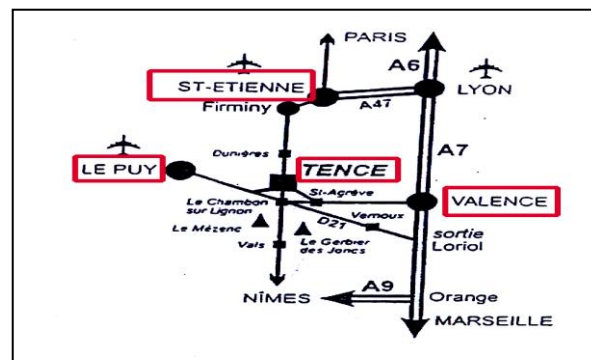 PARIS
A6
ST-ETIENNE
LYON
Firminy
A47
A7
Dunières
LE PUY
TENCE
St-Agrève
VALENCE
Le Chambon
sur Lignon
D21
Vernoux
Le Mézenc
sortie
Loriol
Vals
Le Gerbier
des Joncs
NÎMES
A9
Orange
MARSEILLE